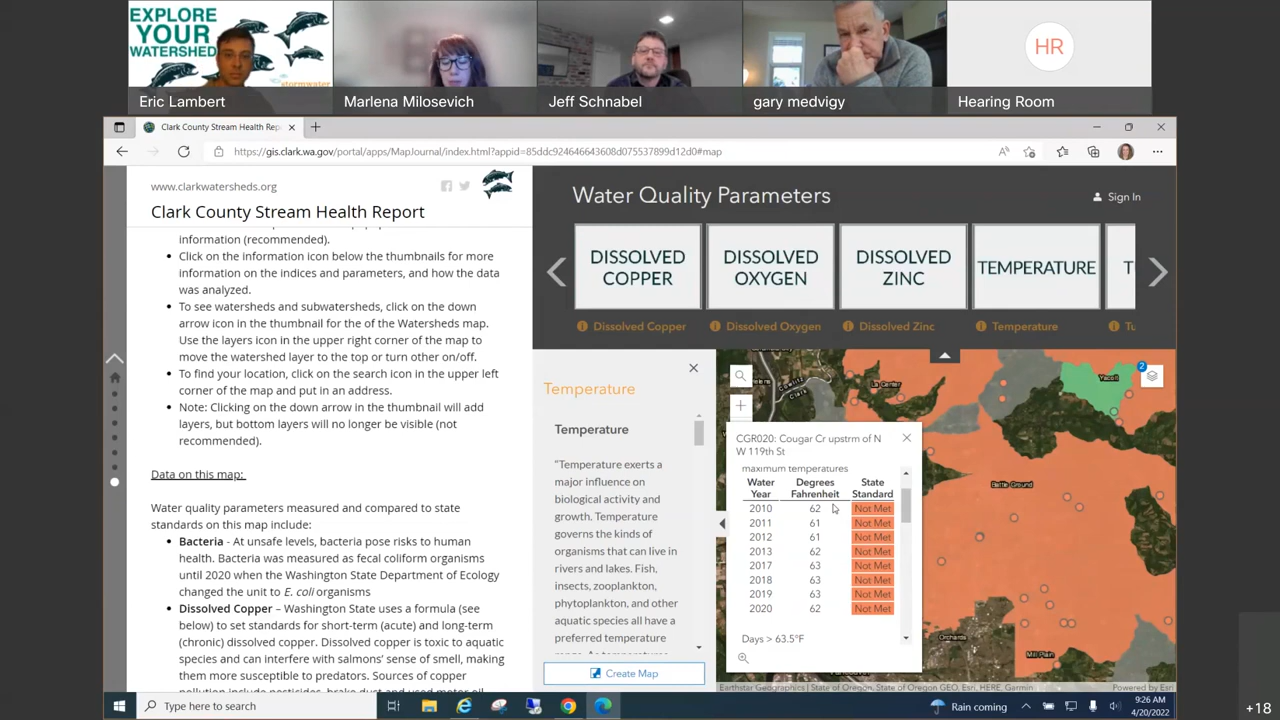 EXPLORE
YOUR
WATERSHED
stormwater
HR
Eric Lambert
Marlena Milosevich
Jeff Schnabel
gary medvigy
Hearing Room
Clark County Stream Health Rep
https://gis.clark.wa.gov/portal/apps/MapJournal/index.html?appid=85ddc924646643608d075537899d12d0#map
www.clarkwatersheds.org
Clark County Stream Health Report
information (recommended).
Click on the information icon below the thumbnails for more
information on the indices and parameters, and how the data
was analyzed.
To see watersheds and subwatersheds, click on the down
arrow icon in the thumbnail for the of the Watersheds map.
Use the layers icon in the upper right corner of the map to
move the watershed layer to the top or turn other on/off.
To find your location, click on the search icon in the upper left
corner of the map and put in an address.
Note: Clicking on the down arrow in the thumbnail will add
layers, but bottom layers will no longer be visible (not
recommended).
Data on this map:
Water quality parameters measured and compared to state
standards on this map include:
Bacteria - At unsafe levels, bacteria pose risks to human
health. Bacteria was measured as fecal coliform organisms
until 2020 when the Washington State Department of Ecology
changed the unit to E. coli organisms
Dissolved Copper – Washington State uses a formula (see
below) to set standards for short-term (acute) and long-term
(chronic) dissolved copper. Dissolved copper is toxic to aquatic
species and can interfere with salmons' sense of smell, making
them more susceptible to predators. Sources of copper
pollution include pesticides, brake dust and used motor oil
Water Quality Parameters
Sign In
DISSOLVED
COPPER
DISSOLVED
OXYGEN
DISSOLVED
ZINC
TEMPERATURE
T
Dissolved Copper
Dissolved Oxygen
Dissolved Zinc
Temperature
Tu
Temperature
Temperature
"Temperature exerts a
major influence on
biological activity and
growth. Temperature
governs the kinds of
organisms that can live in
rivers and lakes. Fish,
insects, zooplankton,
phytoplankton, and other
aquatic species all have a
preferred temperature
Create Map
La Center
Cowlitz
Clark
Yacolt
2
Battle Ground
Orchards
Mill Plain
CGR020: Cougar Cr upstrm of N
W 119th St
maximum temperatures
Water Year Degrees Fahrenheit State Standard
2010 62 Not Met
2011 61 Not Met
2012 61 Not Met
2013 62 Not Met
2017 63 Not Met
2018 63 Not Met
2019 63 Not Met
2020 62 Not Met
Days > 63.5°F
Earthstar Geographics | State of Oregon, State of Oregon GEO, Esri, HERE, Garmin
Powered by Esri
Type here to search
Rain coming
9:26 AM
4/20/2022
+18